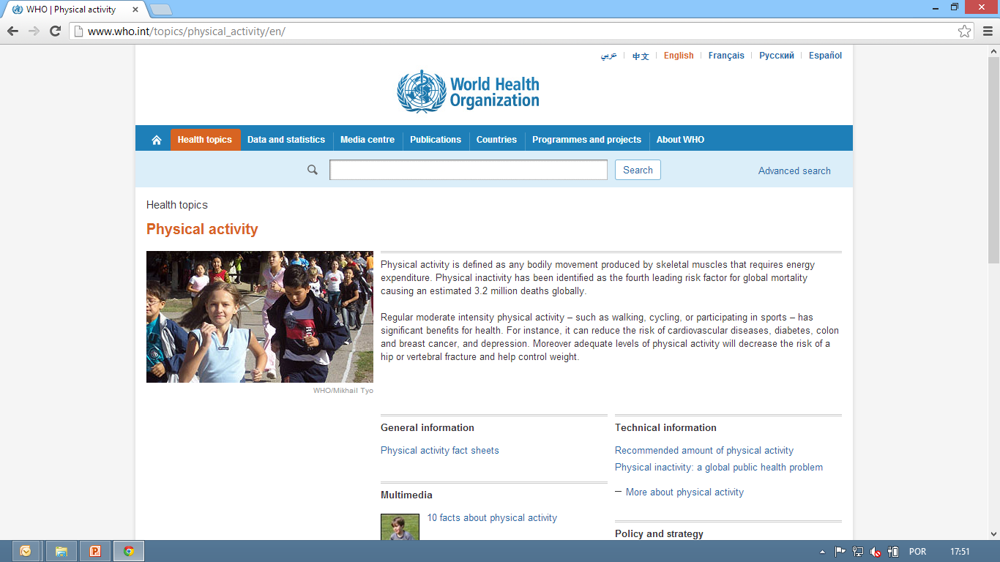 WHO | Physical activity
www.who.int/topics/physical_activity/en/
عربي 中文 English Français Русский Español
World Health
Organization
Health topics Data and statistics Media centre Publications Countries Programmes and projects About WHO
Search Advanced search
Health topics
Physical activity
Physical activity is defined as any bodily movement produced by skeletal muscles that requires energy
expenditure. Physical inactivity has been identified as the fourth leading risk factor for global mortality
causing an estimated 3.2 million deaths globally.
Regular moderate intensity physical activity – such as walking, cycling, or participating in sports – has
significant benefits for health. For instance, it can reduce the risk of cardiovascular diseases, diabetes, colon
and breast cancer, and depression. Moreover adequate levels of physical activity will decrease the risk of a
hip or vertebral fracture and help control weight.
WHO/Mikhail Tyo
General information
Physical activity fact sheets
Multimedia
10 facts about physical activity
Technical information
Recommended amount of physical activity
Physical inactivity: a global public health problem
– More about physical activity
Policy and strategy
POR 17:51